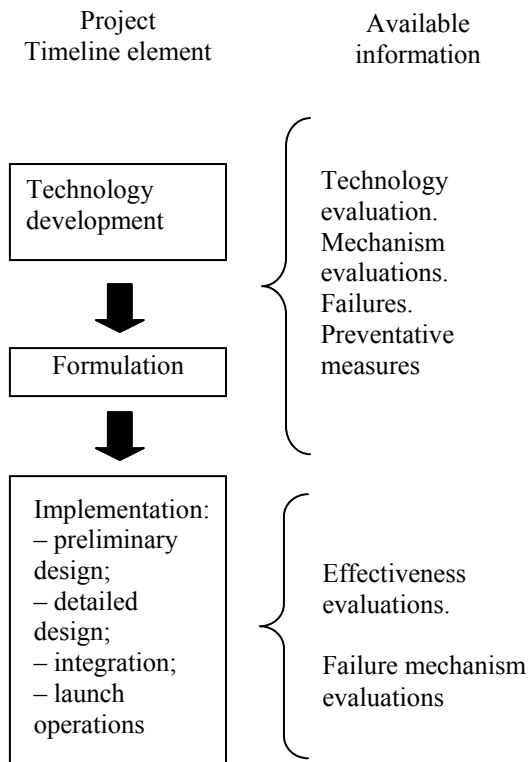 Project
Timeline element
Available
information
Technology
development
Technology
evaluation.
Mechanism
evaluations.
Failures.
Preventative
measures
Formulation
Implementation:
– preliminary
design;
– detailed
design;
– integration;
– launch
operations
Effectiveness
evaluations.
Failure mechanism
evaluations